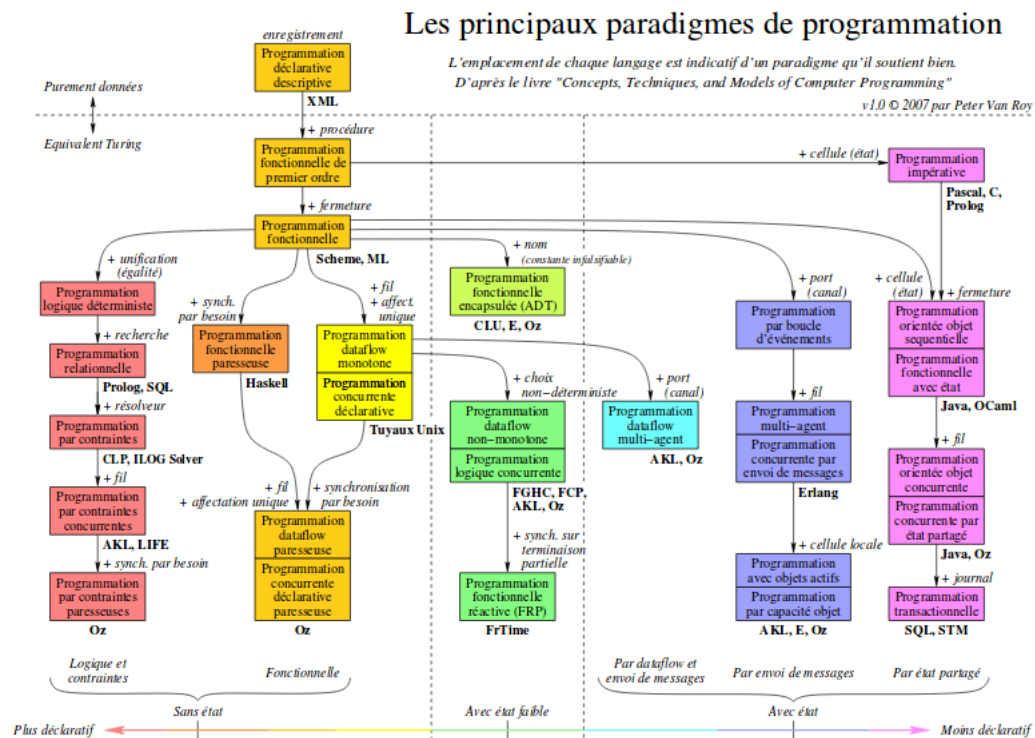 Les principaux paradigmes de programmation
L'emplacement de chaque langage est indicatif d'un paradigme qu'il soutient bien.
D'après le livre "Concepts, Techniques, and Models of Computer Programming"
v1.0 © 2007 par Peter Van Roy
enregistrement
Programmation
déclarative
descriptive
XML
Purement données
Equivalent Turing
+ procédure
Programmation
fonctionnelle de
premier ordre
+ cellule (état)
Programmation
impérative
Pascal, C,
Prolog
+ fermeture
Programmation
fonctionnelle
Scheme, ML
+ unification
(égalité)
Programmation
logique déterministe
+ recherche
Programmation
relationnelle
Prolog, SQL
+ résolveur
Programmation
par contraintes
CLP, ILOG Solver
+ fil
Programmation
par contraintes
concurrentes
AKL, LIFE
+ synch. par besoin
Programmation
par contraintes
paresseuses
Oz
+ synch.
par besoin
Programmation
fonctionnelle
paresseuse
Haskell
+ fil
+ affect.
unique
Programmation
dataflow
monotone
Programmation
concurrente
déclarative
Tuyaux Unix
+ fil
+ affectation unique
+ synchronisation
par besoin
Programmation
dataflow
paresseuse
Programmation
concurrente
déclarative
paresseuse
Oz
+ nom
(constante infalsifiable)
Programmation
fonctionnelle
encapsulée (ADT)
CLU, E, Oz
+ choix
non-déterministe
Programmation
dataflow
non-monotone
Programmation
logique concurrente
FGHC, FCP,
AKL, Oz
+ synch. sur
terminaison
partielle
Programmation
fonctionnelle
réactive (FRP)
FrTime
+ port
(canal)
Programmation
dataflow
multi-agent
AKL, Oz
+ port
(canal)
Programmation
par boucle
d'événements
+ fil
Programmation
multi-agent
Programmation
concurrente par
envoi de messages
Erlang
+ cellule locale
Programmation
avec objets actifs
Programmation
par capacité objet
AKL, E, Oz
+ cellule
(état)
+ fermeture
Programmation
orientée objet
sequentielle
Programmation
fonctionnelle
avec état
Java, OCaml
+ fil
Programmation
orientée objet
concurrente
Programmation
concurrente par
état partagé
Java, Oz
+ journal
Programmation
transactionnelle
SQL, STM
Logique et
contraintes
Fonctionnelle
Par dataflow et
envoi de messages
Par envoi de messages
Par état partagé
Sans état
Avec état faible
Avec état
Plus déclaratif
Moins déclaratif